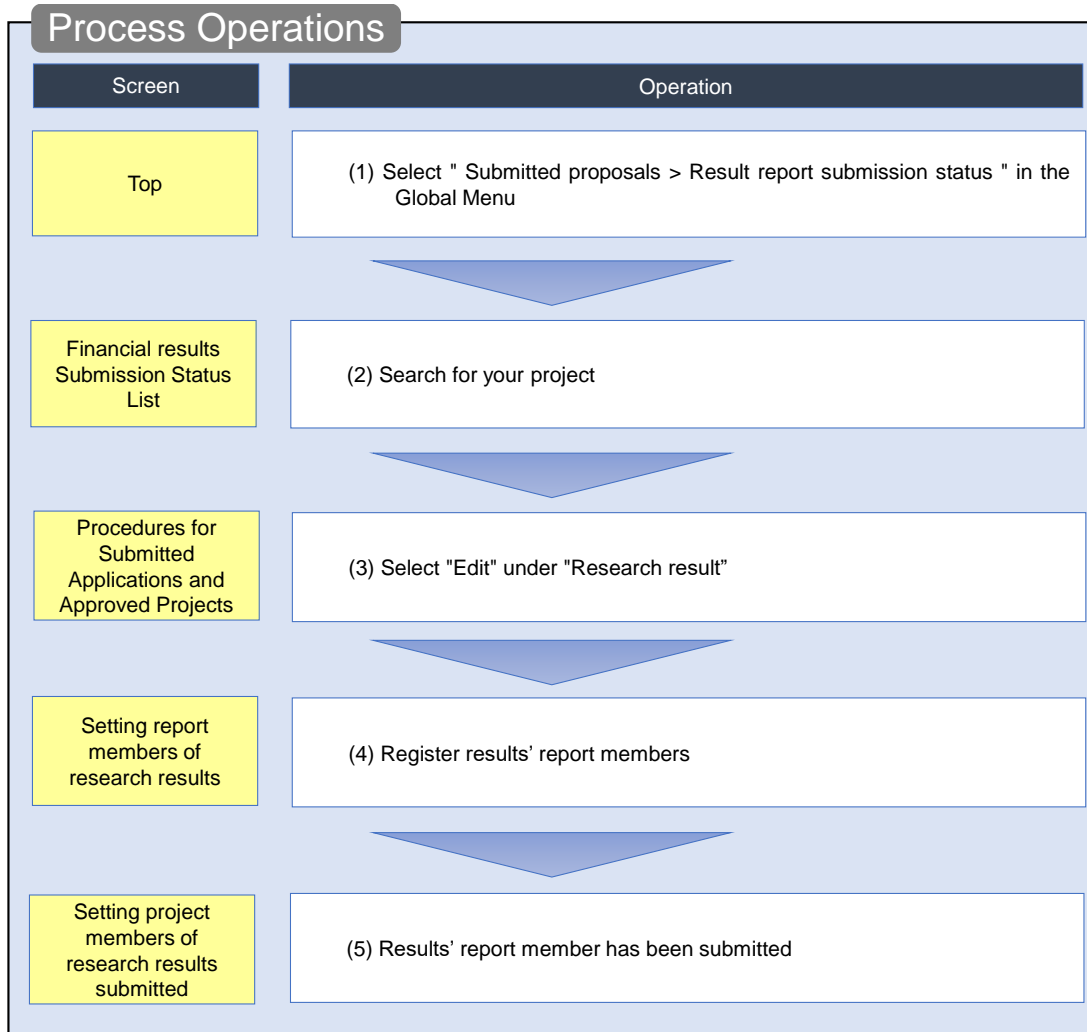 Process Operations
Screen
Operation
Top
(1) Select " Submitted proposals > Result report submission status " in the
Global Menu
Financial results
Submission Status
List
(2) Search for your project
Procedures for
Submitted
Applications and
Approved Projects
(3) Select "Edit" under "Research result”
Setting report
members of
research results
(4) Register results’ report members
Setting project
members of
research results
submitted
(5) Results’ report member has been submitted